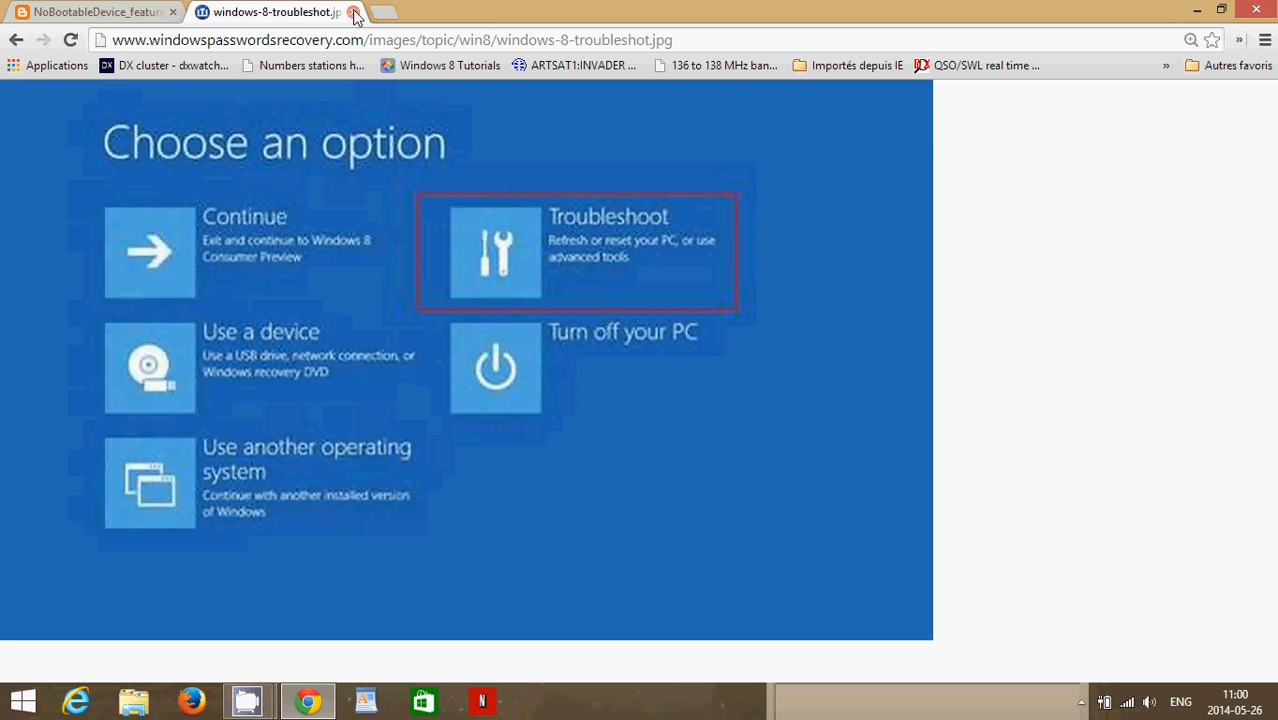 NoBootableDevice_featur
windows-8-troubleshot.jp
www.windowspasswordsrecovery.com/images/topic/win8/windows-8-troubleshot.jpg
Applications
DX DX cluster - dxwatch...
Numbers stations h...
Windows 8 Tutorials
ARTSAT1:INVADER ...
136 to 138 MHz ban...
Importés depuis IE
QSO/SWL real time ...
»
Autres favoris
Choose an option
Continue
Exit and continue to Windows 8
Consumer Preview
Troubleshoot
Refresh or reset your PC, or use
advanced tools
Use a device
Use a USB drive, network connection, or
Windows recovery DVD
Turn off your PC
Use another operating
system
Continue with another installed version
of Windows
N
ENG
11:00
2014-05-26